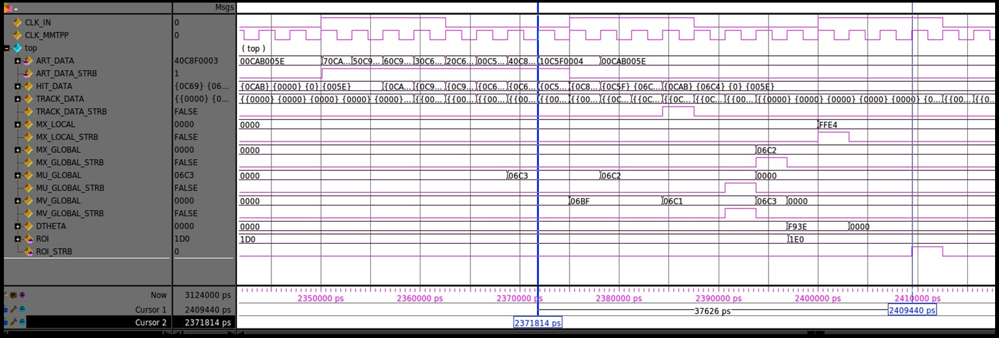 Msgs
CLK_IN 0
CLK_MMTPP 0
top ( top )
ART_DATA 40C8F0003 00CAB005E 70CA... 50C9... 60C9... 30C6... 20C6... 00C5... 40C8... 10C5F0004 00CAB005E
ART_DATA_STRB 1
HIT_DATA {0C69} {06... {0CAB} {0000} {0} {005E} {0CA... {0C9... {0C9... {0C6... {0C6... {0C5... {0C8... {0C5F} {06C... {0CAB} {06C4} {0} {005E}
TRACK_DATA {{0000} {0... {{0000} {0000} {0000} {0000} {0000}... {{00... {{00... {{00... {{00... {{00... {{00... {{0C... {{0C... {{0C... {{0C... {{00... {{0000} {0000} {0000} {0000} {0000} {0... {{00... {{0...
TRACK_DATA_STRB FALSE
MX_LOCAL 0000 0000 FFE4
MX_LOCAL_STRB FALSE
MX_GLOBAL 0000 0000 06C2
MX_GLOBAL_STRB FALSE
MU_GLOBAL 06C3 0000 06C3 06C2 0000
MU_GLOBAL_STRB FALSE
MV_GLOBAL 0000 0000 06BF 06C1 06C3 0000
MV_GLOBAL_STRB FALSE
DTHETA 0000 0000 F93E 0000
ROI 1D0 1D0 1E0
ROI_STRB 0
Now 3124000 ps 2350000 ps 2360000 ps 2370000 ps 2380000 ps 2390000 ps 2400000 ps 2410000 ps
Cursor 1 2409440 ps 37626 ps 2409440 ps
Cursor 2 2371814 ps 2371814 ps